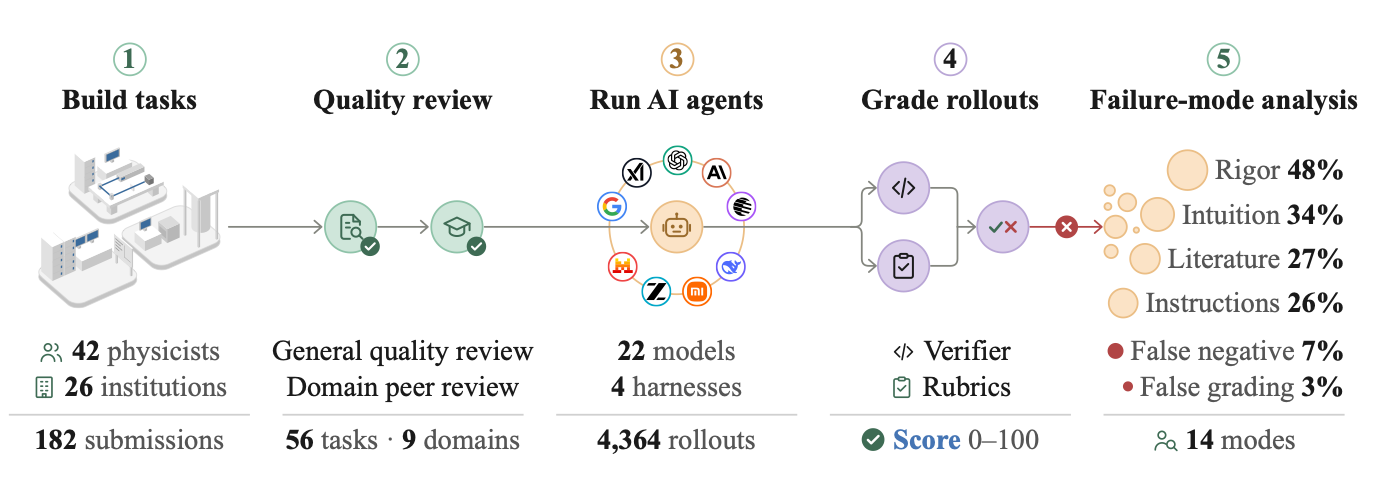 1
Build tasks
42 physicists
26 institutions
182 submissions
2
Quality review
General quality review
Domain peer review
56 tasks · 9 domains
3
Run AI agents
22 models
4 harnesses
4,364 rollouts
4
Grade rollouts
</> Verifier
Rubrics
Score 0–100
5
Failure-mode analysis
Rigor 48%
Intuition 34%
Literature 27%
Instructions 26%
False negative 7%
False grading 3%
14 modes